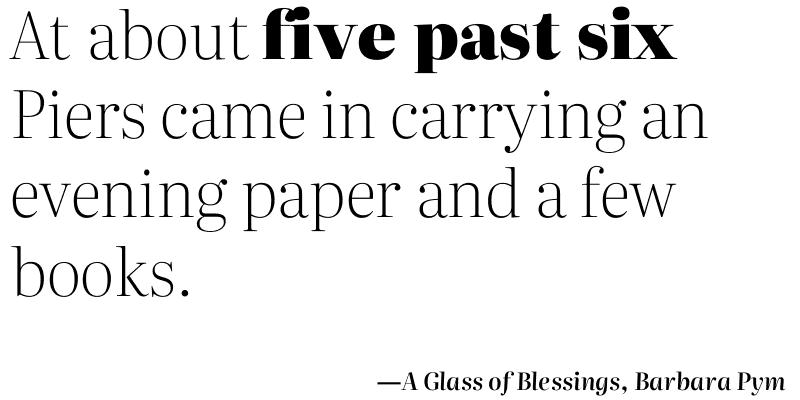 At about five past six
Piers came in carrying an
evening paper and a few
books.
—A Glass of Blessings, Barbara Pym